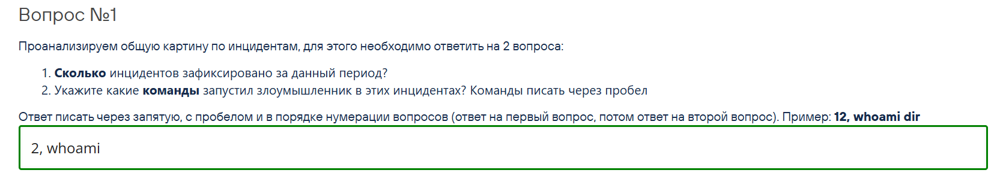 Вопрос №1
Проанализируем общую картину по инцидентам, для этого необходимо ответить на 2 вопроса:
1. Сколько инцидентов зафиксировано за данный период?
2. Укажите какие команды запустил злоумышленник в этих инцидентах? Команды писать через пробел
Ответ писать через запятую, с пробелом и в порядке нумерации вопросов (ответ на первый вопрос, потом ответ на второй вопрос). Пример: 12, whoami dir
2, whoami